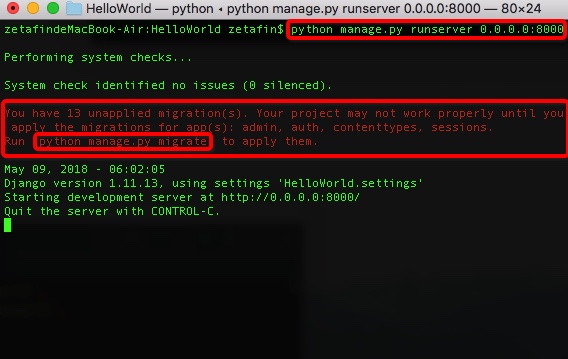 HelloWorld — python ◂ python manage.py runserver 0.0.0.0:8000 — 80×24
zetafindeMacBook-Air:HelloWorld zetafin$ python manage.py runserver 0.0.0.0:8000
Performing system checks...
System check identified no issues (0 silenced).
You have 13 unapplied migration(s). Your project may not work properly until you
apply the migrations for app(s): admin, auth, contenttypes, sessions.
Run python manage.py migrate to apply them.
May 09, 2018 - 06:02:05
Django version 1.11.13, using settings 'HelloWorld.settings'
Starting development server at http://0.0.0.0:8000/
Quit the server with CONTROL-C.